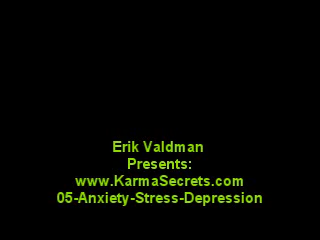 Erik Valdman
Presents:
www.KarmaSecrets.com
05-Anxiety-Stress-Depression